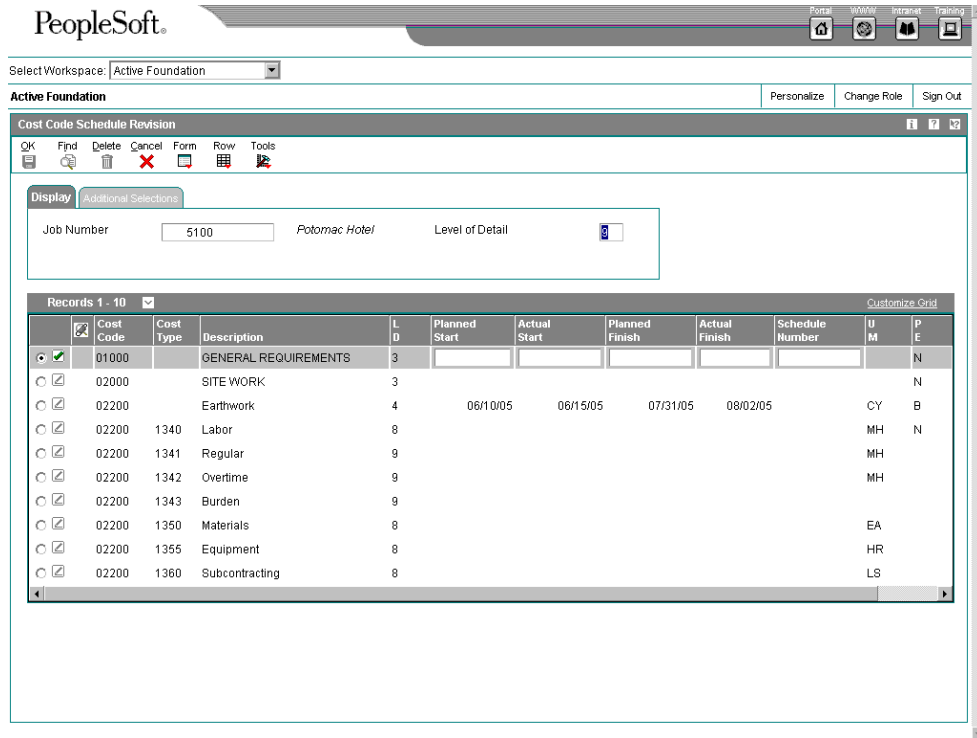 PeopleSoft®
Portal WWW Intranet Training
Select Workspace: Active Foundation
Active Foundation Personalize Change Role Sign Out
Cost Code Schedule Revision
OK Find Delete Cancel Form Row Tools
Display Additional Selections
Job Number 5100 Potomac Hotel Level of Detail 9
Records 1 - 10 Customize Grid
Cost Code Cost Type Description L D Planned Start Actual Start Planned Finish Actual Finish Schedule Number U M P E
01000 GENERAL REQUIREMENTS 3 N
02000 SITE WORK 3 N
02200 Earthwork 4 06/10/05 06/15/05 07/31/05 08/02/05 CY B
02200 1340 Labor 8 MH N
02200 1341 Regular 9 MH
02200 1342 Overtime 9 MH
02200 1343 Burden 9
02200 1350 Materials 8 EA
02200 1355 Equipment 8 HR
02200 1360 Subcontracting 8 LS